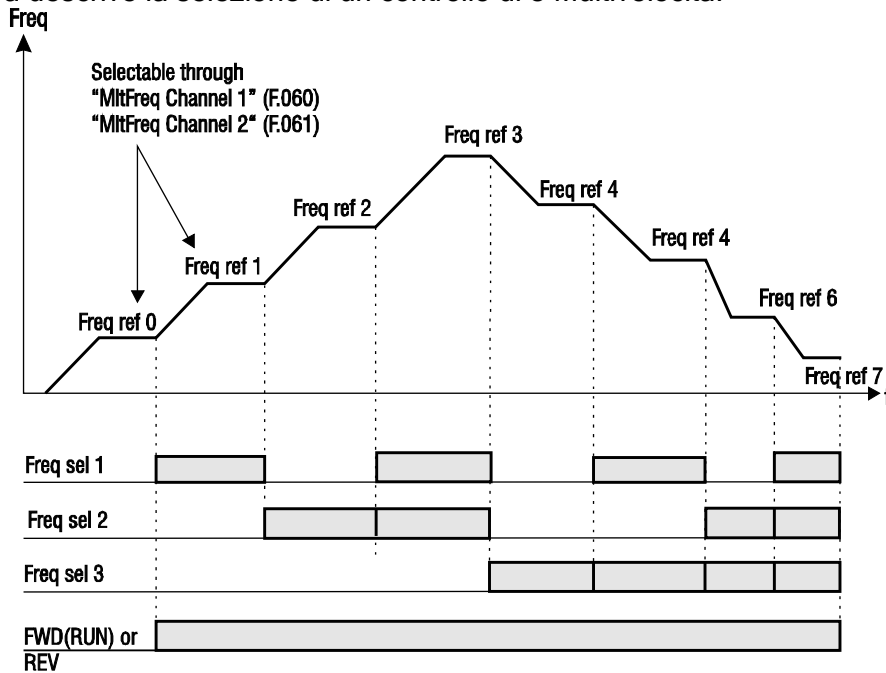 Freq
Selectable through
"MltFreq Channel 1" (F.060)
"MltFreq Channel 2" (F.061)
Freq ref 3
Freq ref 4
Freq ref 2
Freq ref 4
Freq ref 1
Freq ref 6
Freq ref 0
Freq ref 7
Freq sel 1
Freq sel 2
Freq sel 3
FWD(RUN) or
REV